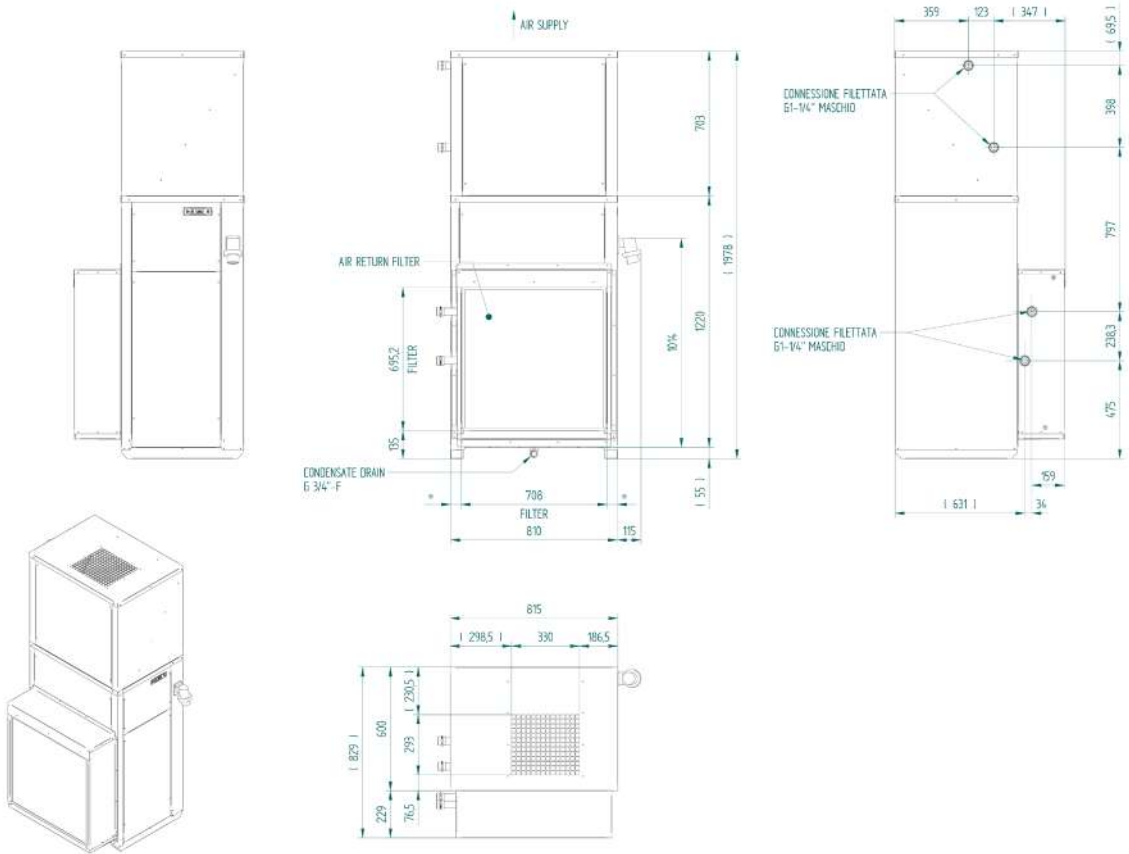 AIR SUPPLY
703
( 1978 )
1220
1014
AIR RETURN FILTER
695,2
FILTER
135
CONDENSATE DRAIN
G 3/4"-F
*
708
*
FILTER
810
115
( 55 )
359
123
( 347 )
( 69,5 )
CONNESSIONE FILETTATA
G1-1/4" MASCHIO
398
797
CONNESSIONE FILETTATA
G1-1/4" MASCHIO
238,3
475
159
( 631 )
34
815
( 298,5 )
330
186,5
( 230,5 )
600
( 829 )
293
229
76,5